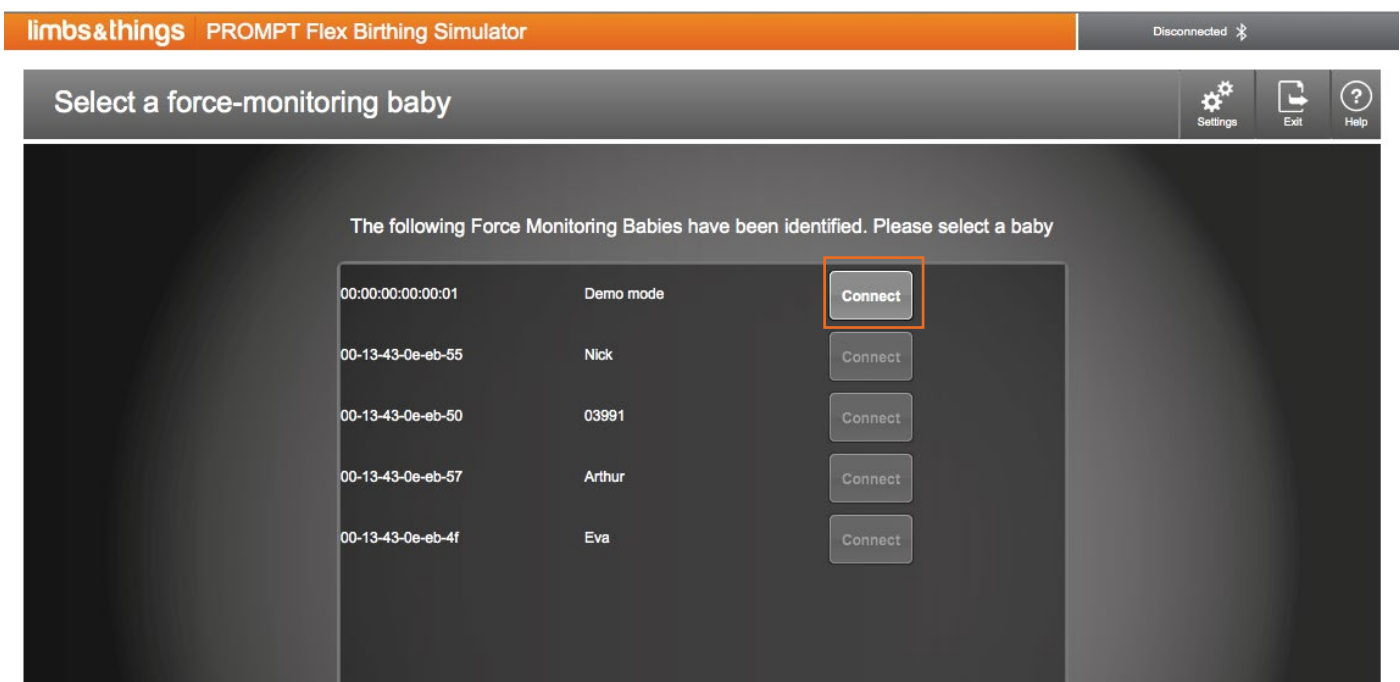 limbs&things PROMPT Flex Birthing Simulator Disconnected
Select a force-monitoring baby
Settings Exit Help
The following Force Monitoring Babies have been identified. Please select a baby
00:00:00:00:00:01 Demo mode Connect
00-13-43-0e-eb-55 Nick Connect
00-13-43-0e-eb-50 03991 Connect
00-13-43-0e-eb-57 Arthur Connect
00-13-43-0e-eb-4f Eva Connect